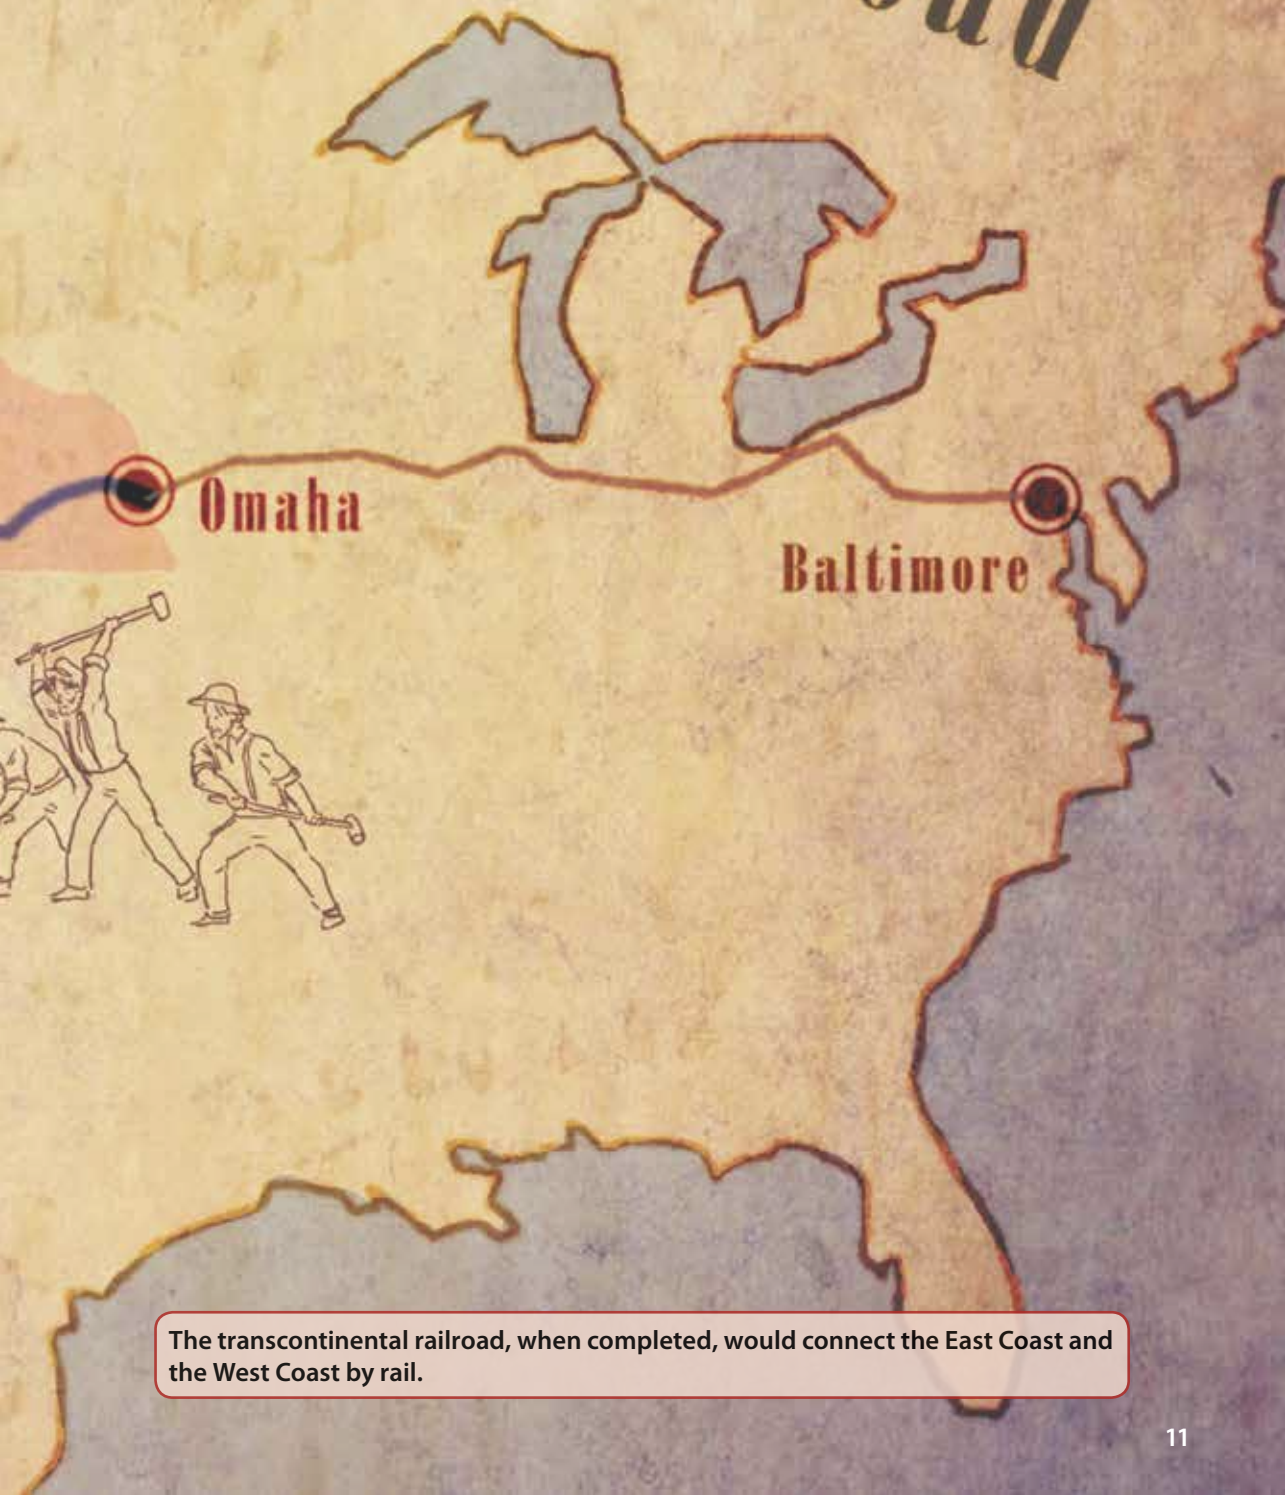 Omaha
Baltimore
The transcontinental railroad, when completed, would connect the East Coast and
the West Coast by rail.
11